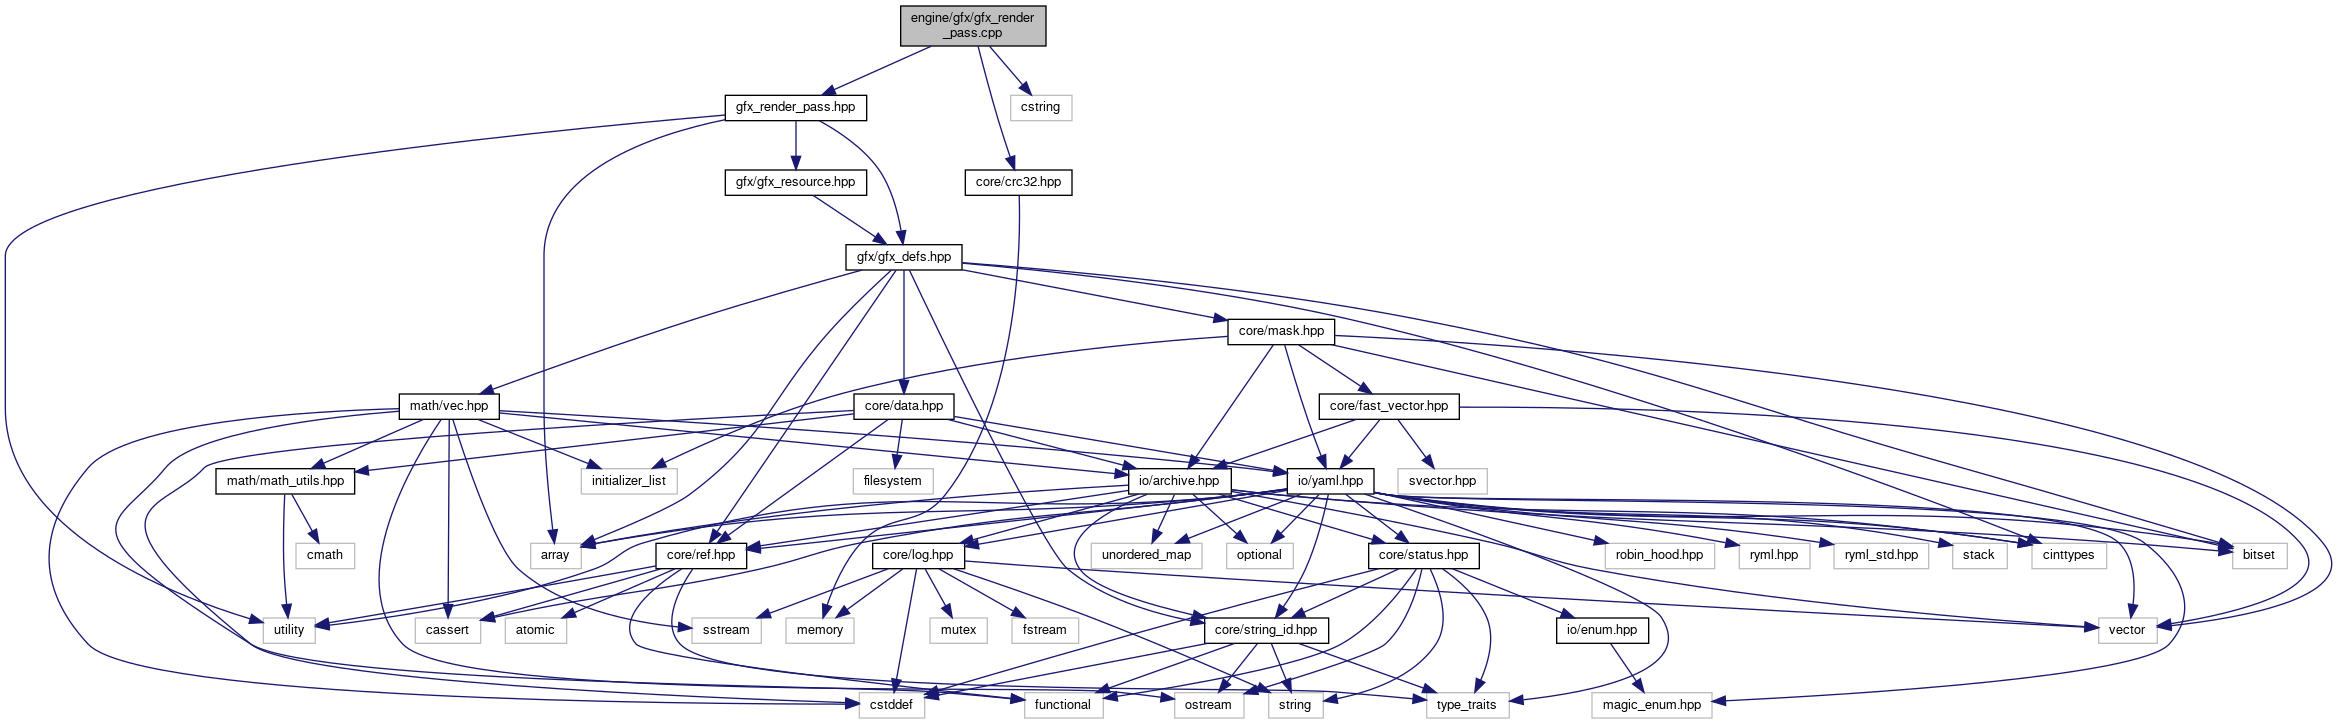 engine/gfx/gfx_render
_pass.cpp
gfx_render_pass.hpp
cstring
gfx/gfx_resource.hpp
core/crc32.hpp
gfx/gfx_defs.hpp
core/mask.hpp
math/vec.hpp
core/data.hpp
core/fast_vector.hpp
math/math_utils.hpp
initializer_list
filesystem
io/archive.hpp
io/yaml.hpp
svector.hpp
cmath
array
core/ref.hpp
core/log.hpp
unordered_map
optional
core/status.hpp
robin_hood.hpp
ryml.hpp
ryml_std.hpp
stack
cinttypes
bitset
utility
cassert
atomic
sstream
memory
mutex
fstream
core/string_id.hpp
io/enum.hpp
vector
cstddef
functional
ostream
string
type_traits
magic_enum.hpp